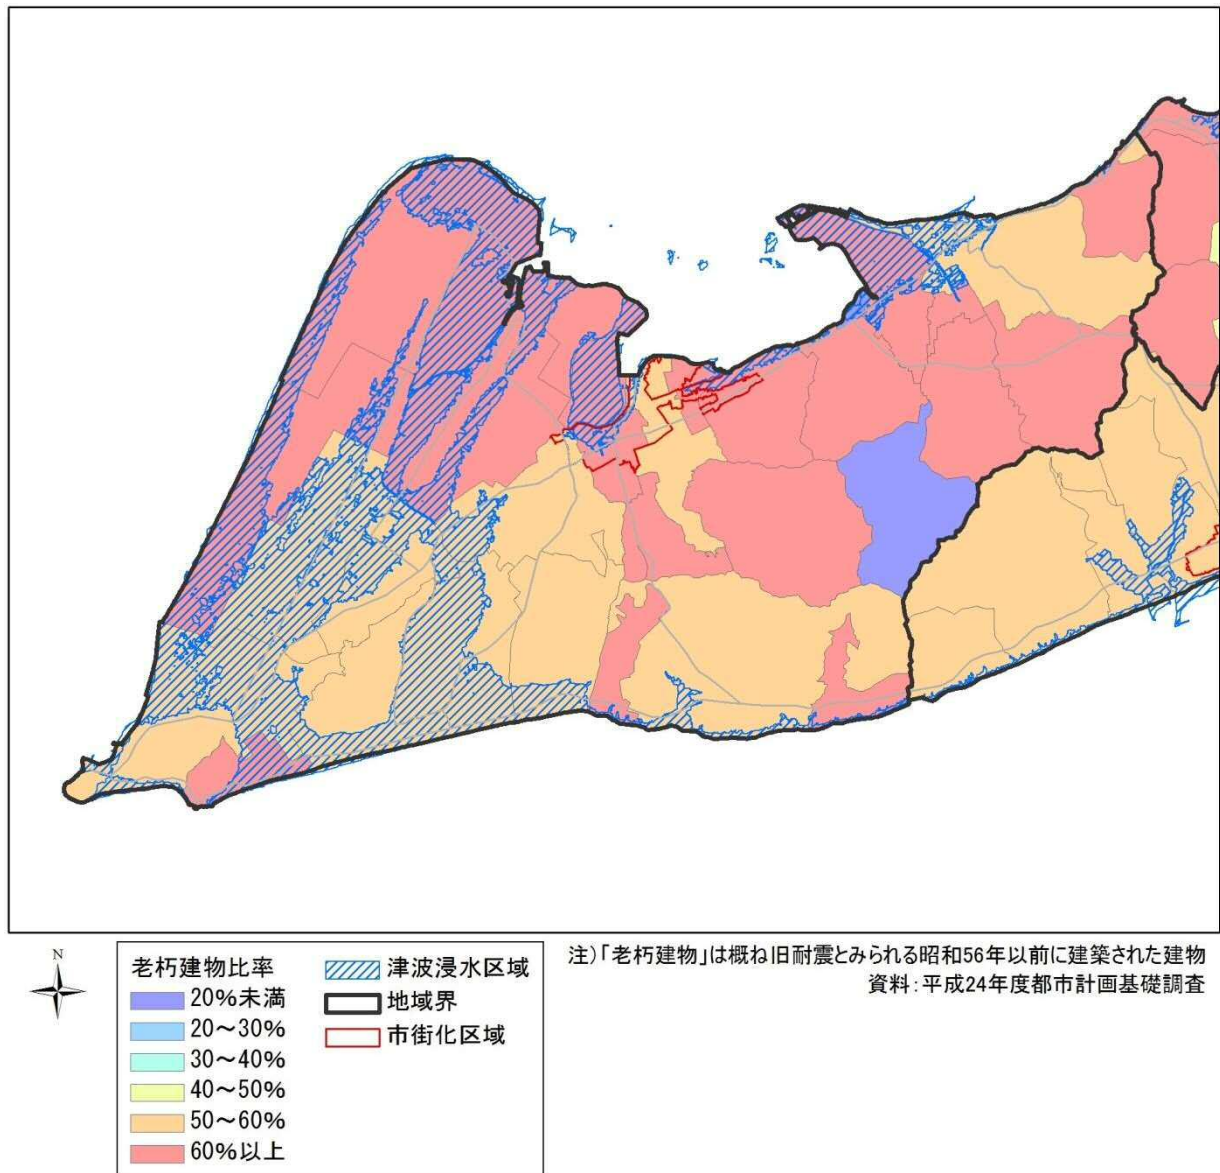 N
老朽建物比率
20%未満
20～30%
30～40%
40～50%
50～60%
60%以上
津波浸水区域
地域界
市街化区域
注)「老朽建物」は概ね旧耐震とみられる昭和56年以前に建築された建物
資料:平成24年度都市計画基礎調査